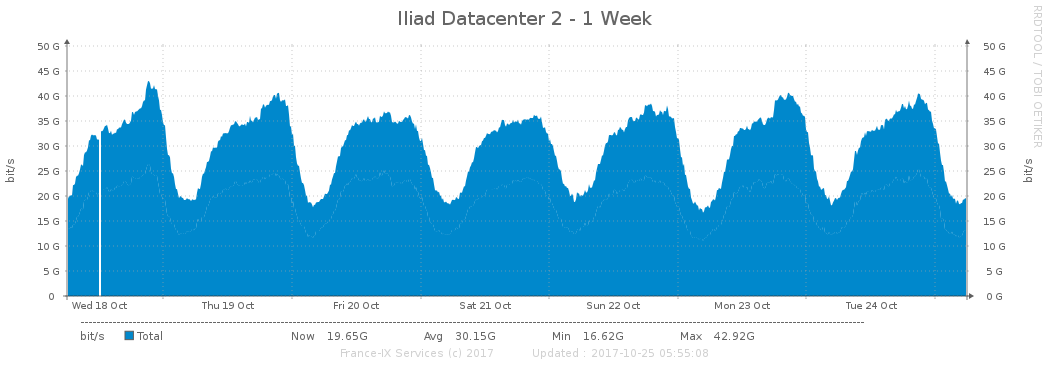 Iliad Datacenter 2 - 1 Week
RRDTOOL / TOBI OETIKER
bit/s
50 G 50 G
45 G 45 G
40 G 40 G
35 G 35 G
30 G 30 G
25 G 25 G
20 G 20 G
15 G 15 G
10 G 10 G
5 G 5 G
0 0 G
bit/s
Wed 18 Oct Thu 19 Oct Fri 20 Oct Sat 21 Oct Sun 22 Oct Mon 23 Oct Tue 24 Oct
bit/s Total Now 19.65G Avg 30.15G Min 16.62G Max 42.92G
France-IX Services (c) 2017 Updated : 2017-10-25 05:55:08